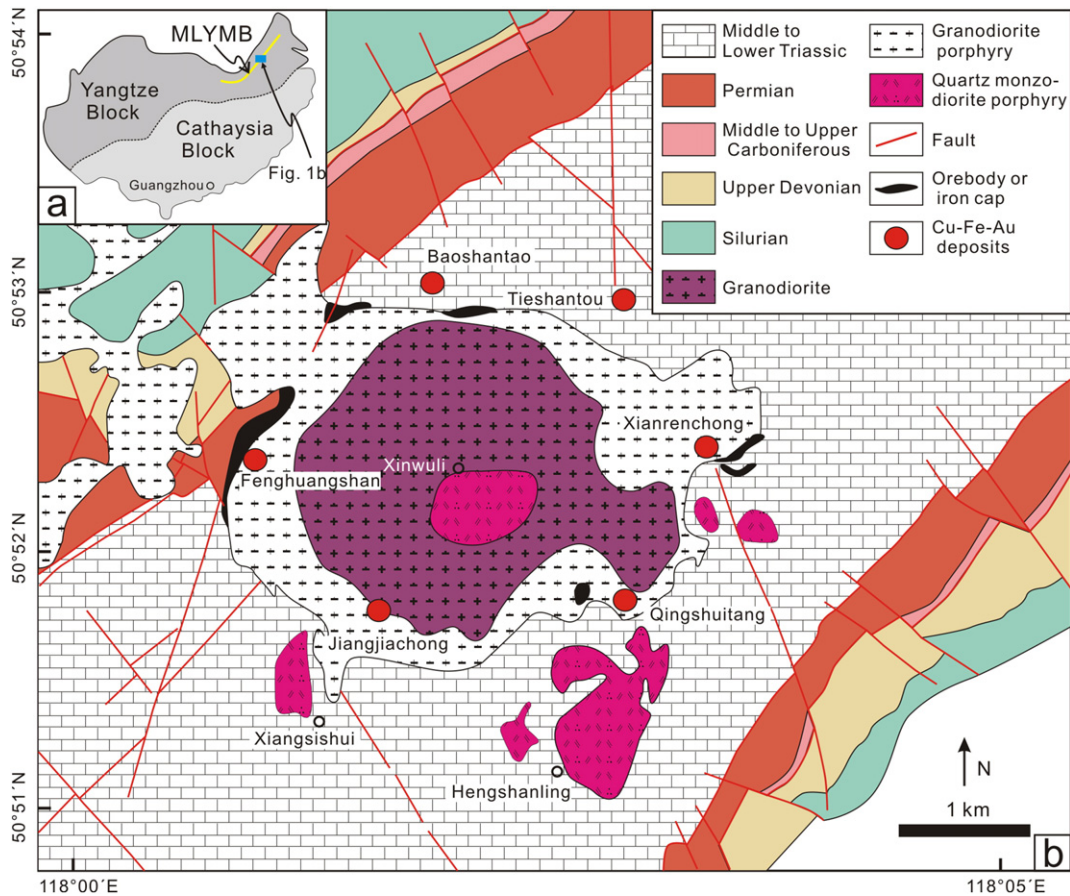 MLYMB
Yangtze
Block
Cathaysia
Block
Guangzhou
Fig. 1b
a
Middle to
Lower Triassic
Permian
Middle to Upper
Carboniferous
Upper Devonian
Silurian
Granodiorite
Granodiorite
porphyry
Quartz monzo-
diorite porphyry
Fault
Orebody or
iron cap
Cu-Fe-Au
deposits
Baoshantao
Tieshantou
Xianrenchong
Xinwuli
Fenghuangshan
Qingshuitang
Jiangjiachong
Xiangsishui
Hengshanling
N
1 km
b
50°54′N
50°53′N
50°52′N
50°51′N
118°00′E
118°05′E